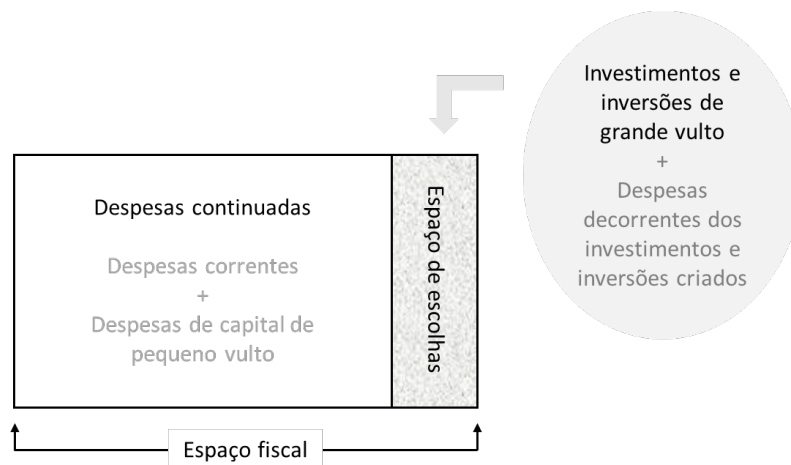 Investimentos e
inversões de
grande vulto
+
Despesas
decorrentes dos
investimentos e
inversões criados
Despesas continuadas
Despesas correntes
+
Despesas de capital de
pequeno vulto
Espaço de escolhas
Espaço fiscal